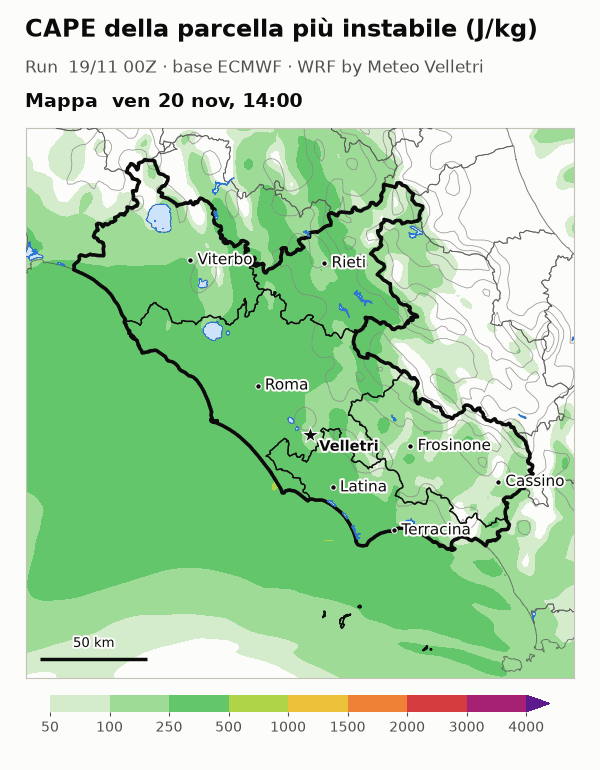 CAPE della parcella più instabile (J/kg)
Run  19/11 00Z · base ECMWF · WRF by Meteo Velletri
Mappa  ven 20 nov, 14:00
Viterbo
Rieti
Roma
Velletri
Frosinone
Cassino
Latina
Terracina
50 km
50 100 250 500 1000 1500 2000 3000 4000